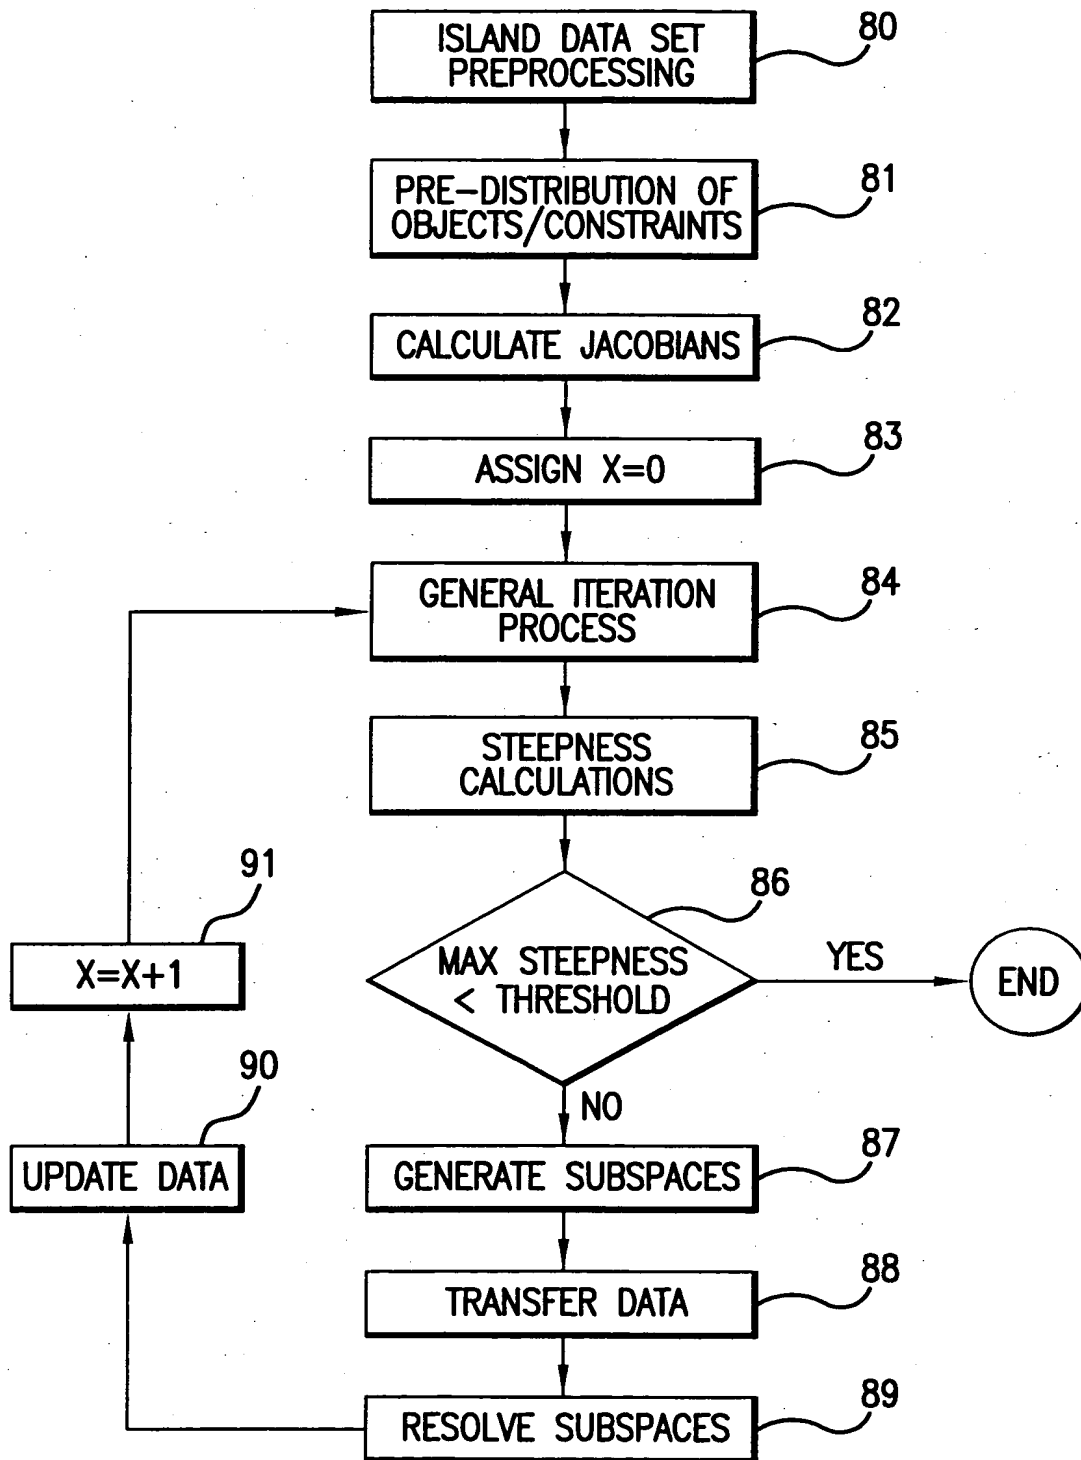 ISLAND DATA SET
PREPROCESSING
80
PRE-DISTRIBUTION OF
OBJECTS/CONSTRAINTS
81
CALCULATE JACOBIANS
82
ASSIGN X=0
83
GENERAL ITERATION
PROCESS
84
STEEPNESS
CALCULATIONS
85
MAX STEEPNESS
< THRESHOLD
86
YES
END
NO
GENERATE SUBSPACES
87
TRANSFER DATA
88
RESOLVE SUBSPACES
89
UPDATE DATA
90
X=X+1
91